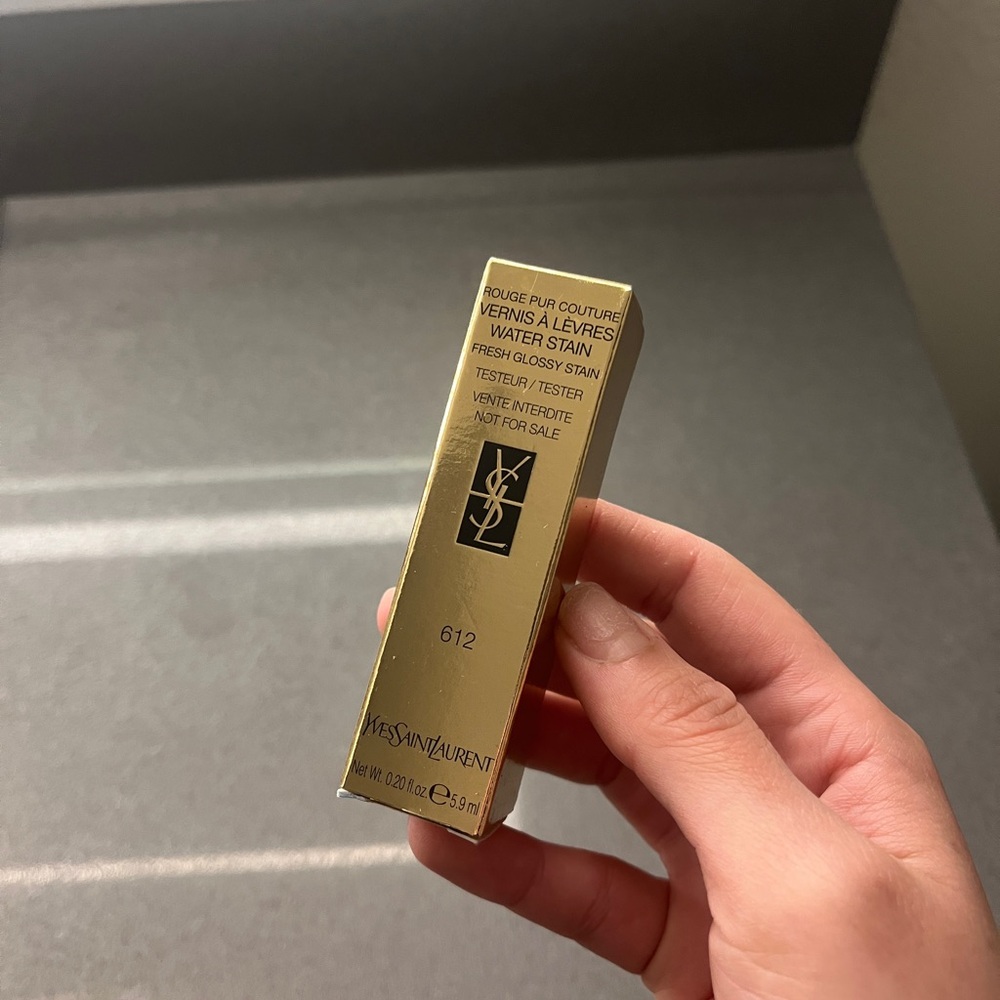 ROUGE PUR COUTURE
VERNIS À LÈVRES
WATER STAIN
FRESH GLOSSY STAIN
TESTEUR / TESTER
VENTE INTERDITE
NOT FOR SALE
YSL
612
YVESSAINTLAURENT
Net Wt. 0.20 fl.oz. ℮ 5.9 ml